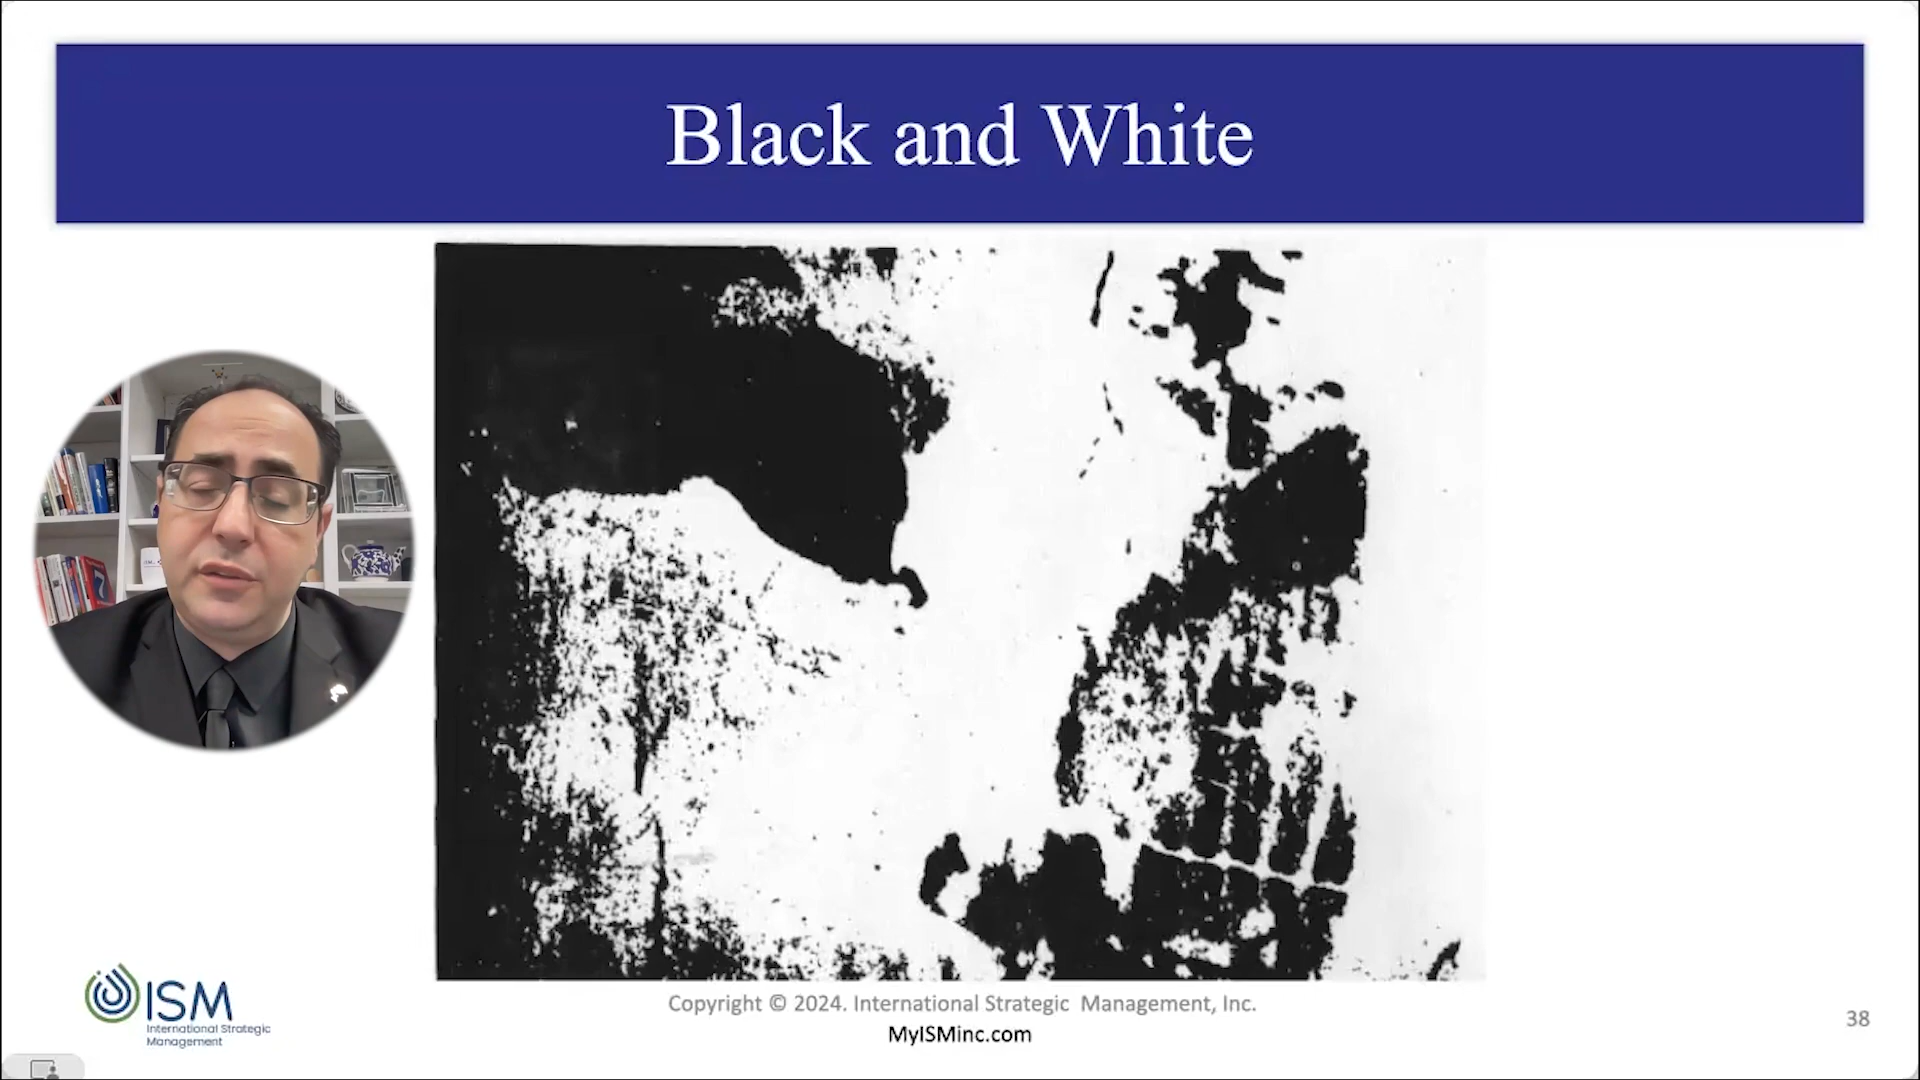 Black and White
ISM
International Strategic
Management
Copyright © 2024. International Strategic Management, Inc.
MyISMinc.com
38